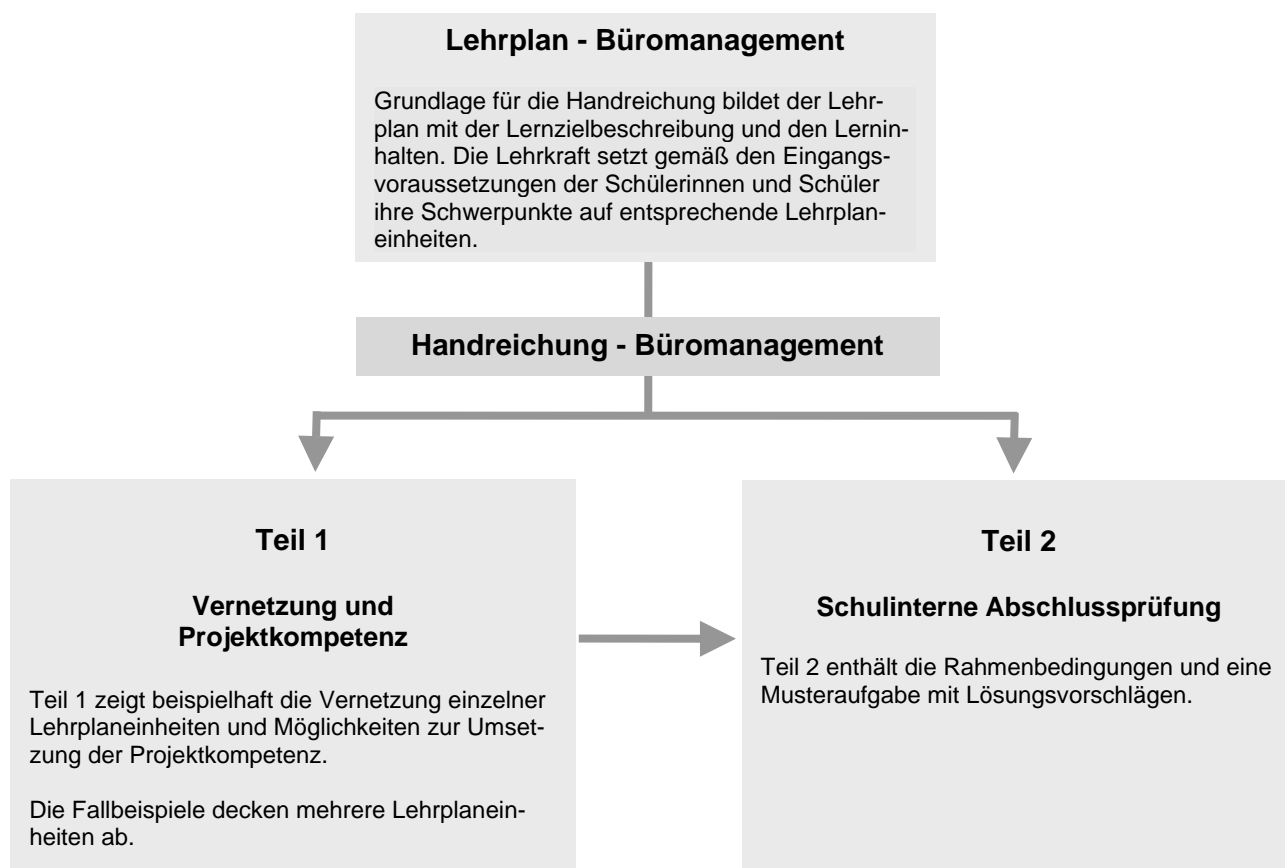 Lehrplan - Büromanagement
Grundlage für die Handreichung bildet der Lehr-
plan mit der Lernzielbeschreibung und den Lernin-
halten. Die Lehrkraft setzt gemäß den Eingangs-
voraussetzungen der Schülerinnen und Schüler
ihre Schwerpunkte auf entsprechende Lehrplan-
einheiten.
Handreichung - Büromanagement
Teil 1
Vernetzung und
Projektkompetenz
Teil 1 zeigt beispielhaft die Vernetzung einzelner
Lehrplaneinheiten und Möglichkeiten zur Umset-
zung der Projektkompetenz.
Die Fallbeispiele decken mehrere Lehrplanein-
heiten ab.
Teil 2
Schulinterne Abschlussprüfung
Teil 2 enthält die Rahmenbedingungen und eine
Musteraufgabe mit Lösungsvorschlägen.